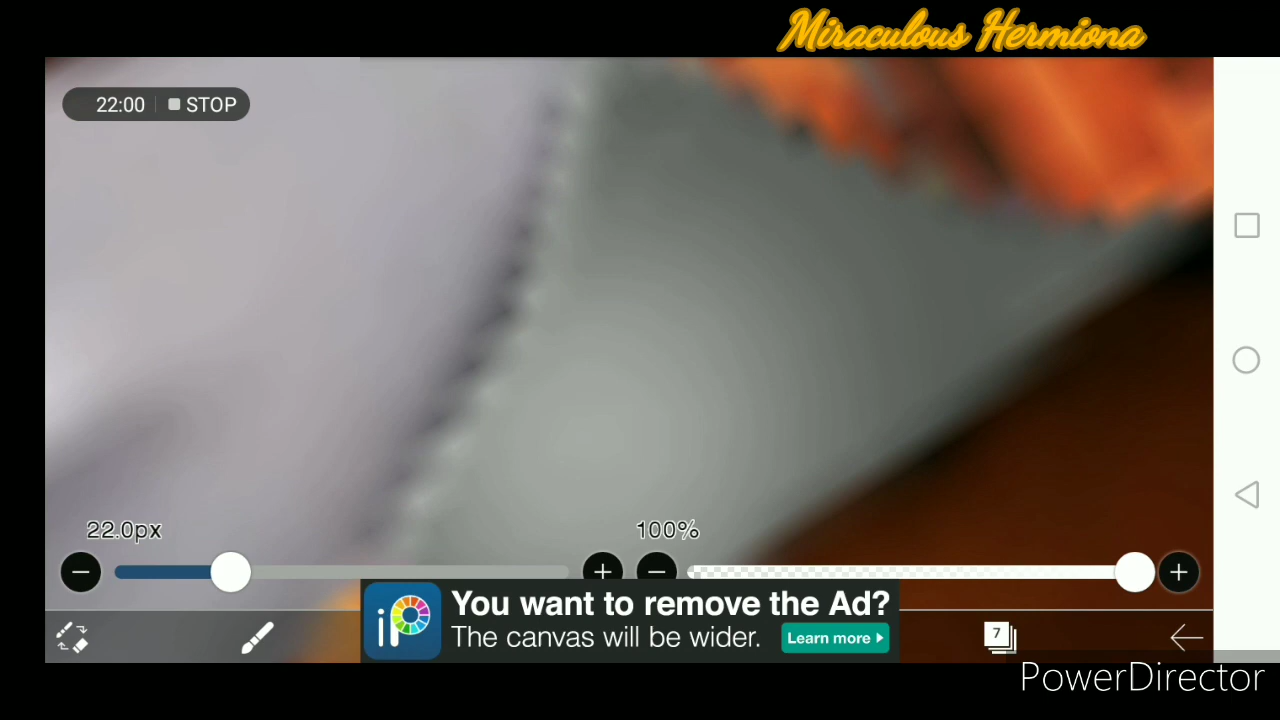 Miraculous Hermiona
22:00 STOP
22.0px
100%
iP
You want to remove the Ad?
The canvas will be wider.
Learn more
7
PowerDirector